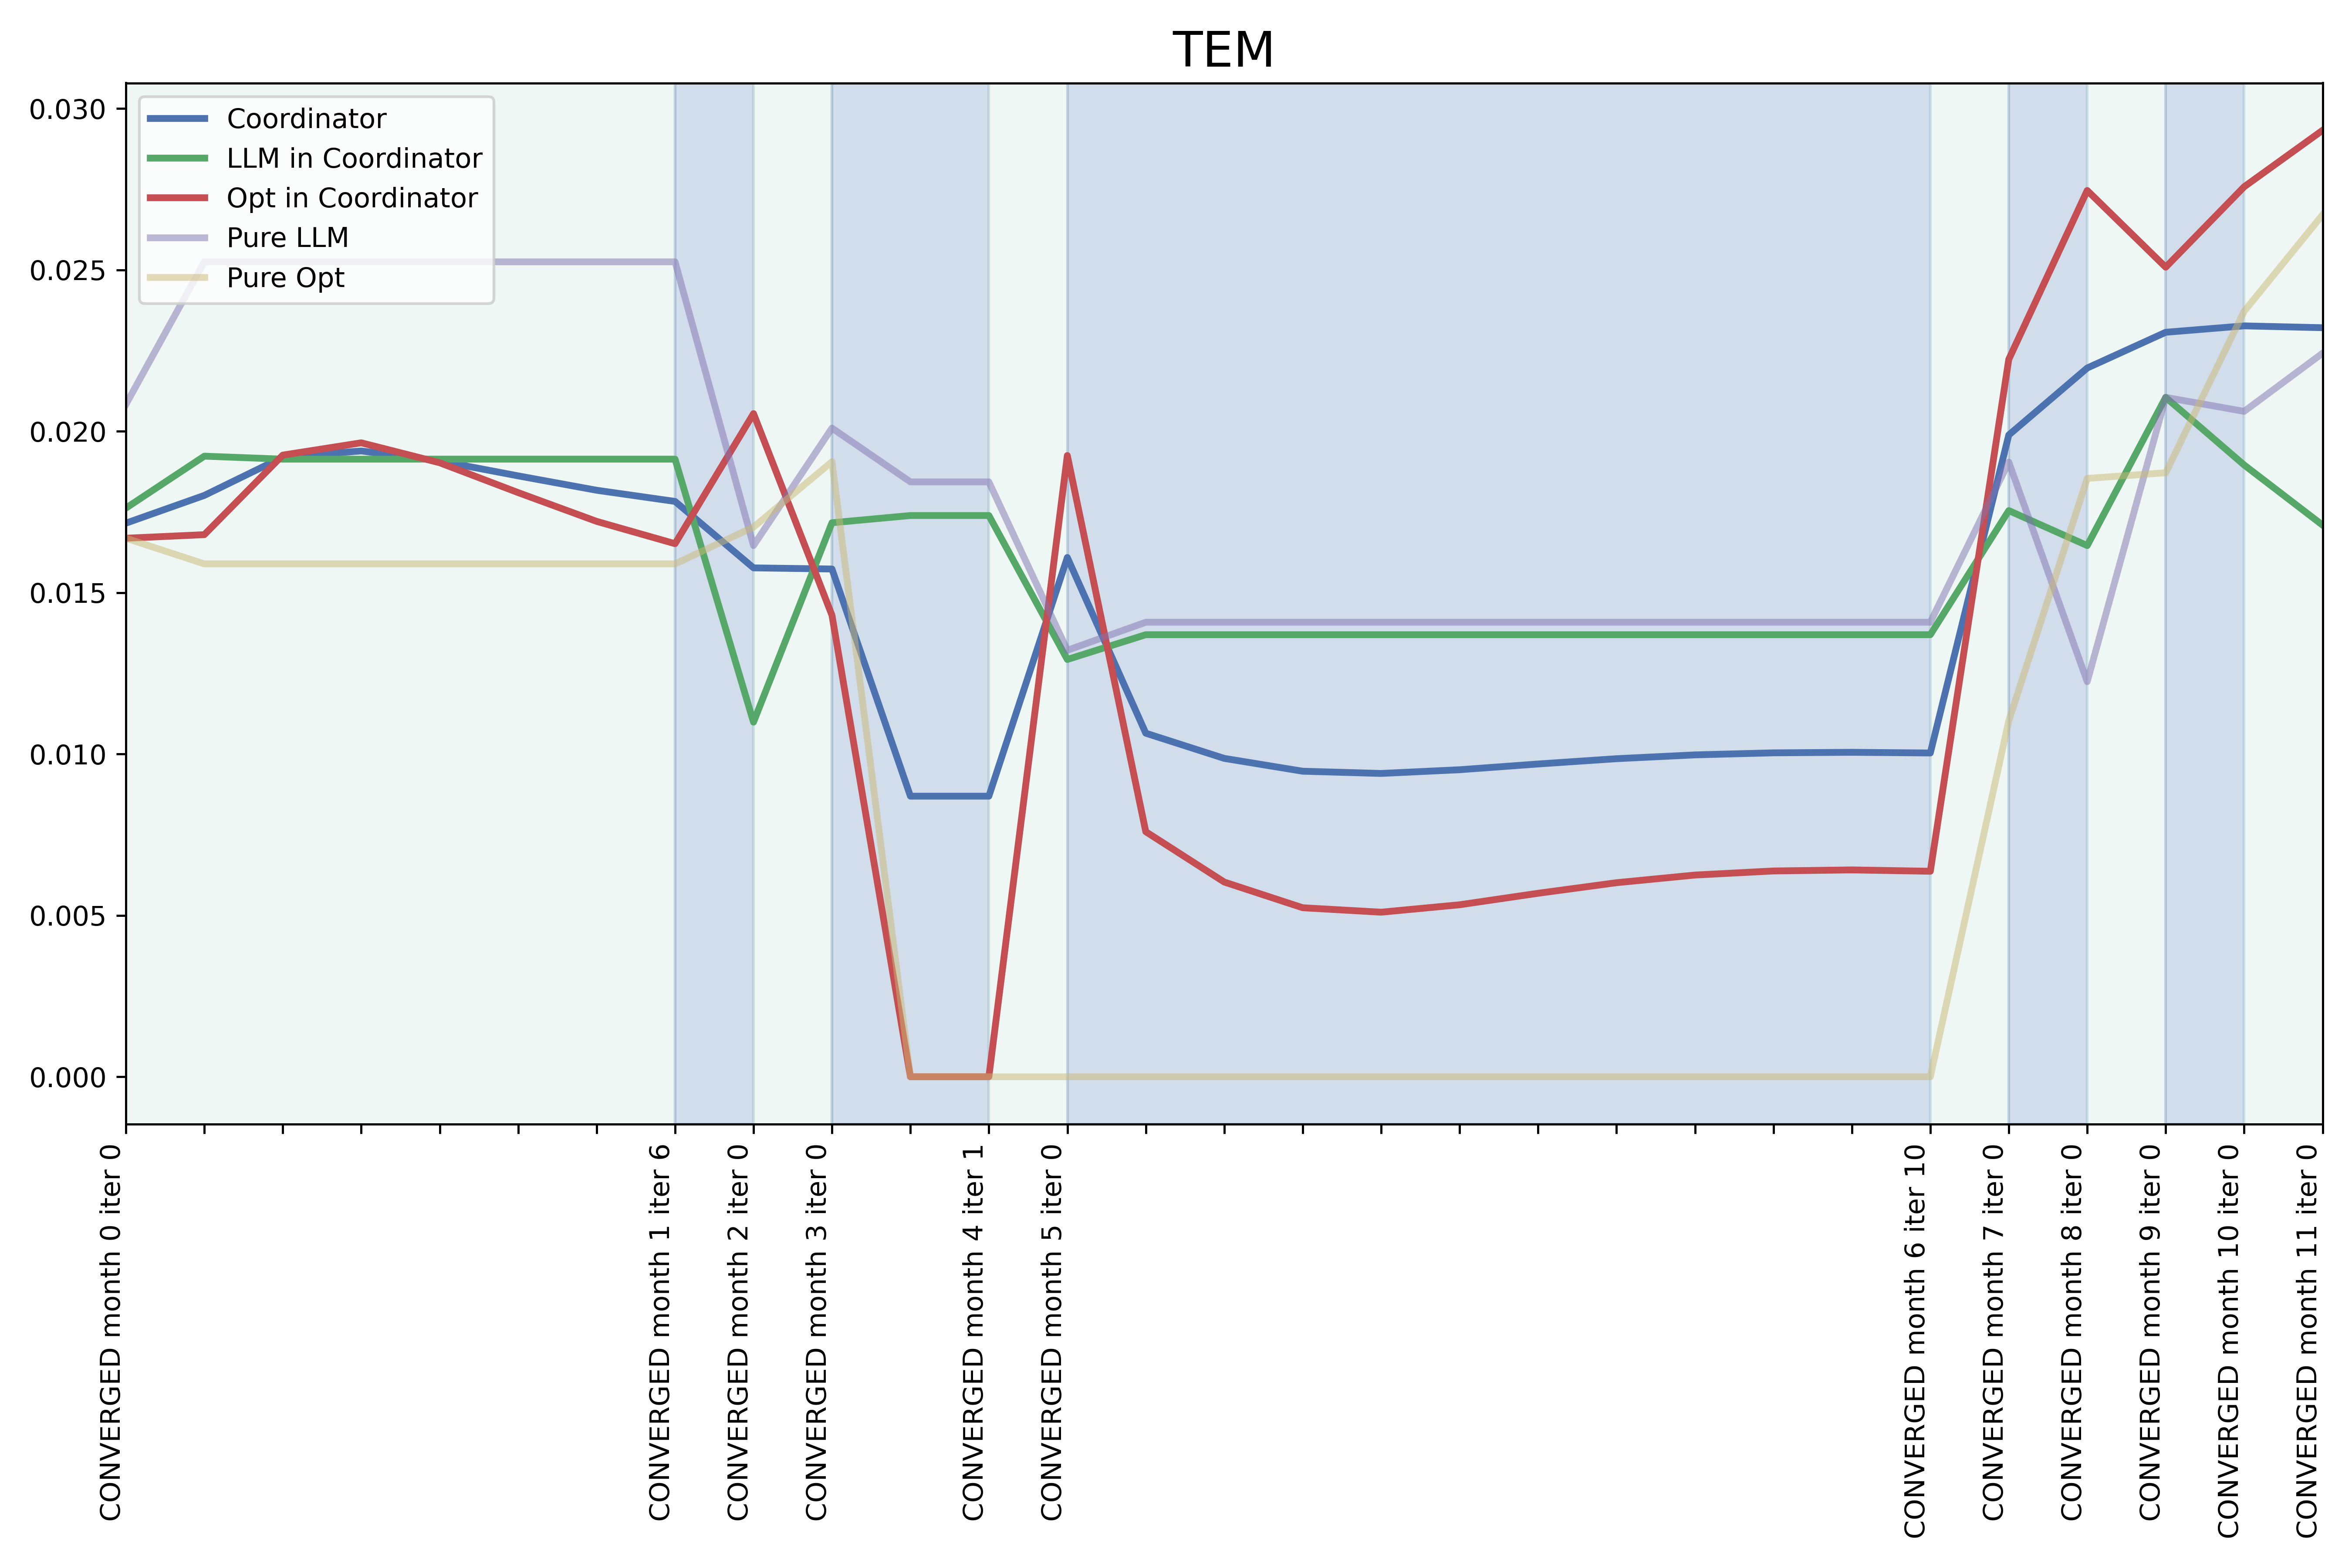 TEM
0.030
0.025
0.020
0.015
0.010
0.005
0.000
Coordinator
LLM in Coordinator
Opt in Coordinator
Pure LLM
Pure Opt
CONVERGED month 0 iter 0
CONVERGED month 1 iter 6
CONVERGED month 2 iter 0
CONVERGED month 3 iter 0
CONVERGED month 4 iter 1
CONVERGED month 5 iter 0
CONVERGED month 6 iter 10
CONVERGED month 7 iter 0
CONVERGED month 8 iter 0
CONVERGED month 9 iter 0
CONVERGED month 10 iter 0
CONVERGED month 11 iter 0